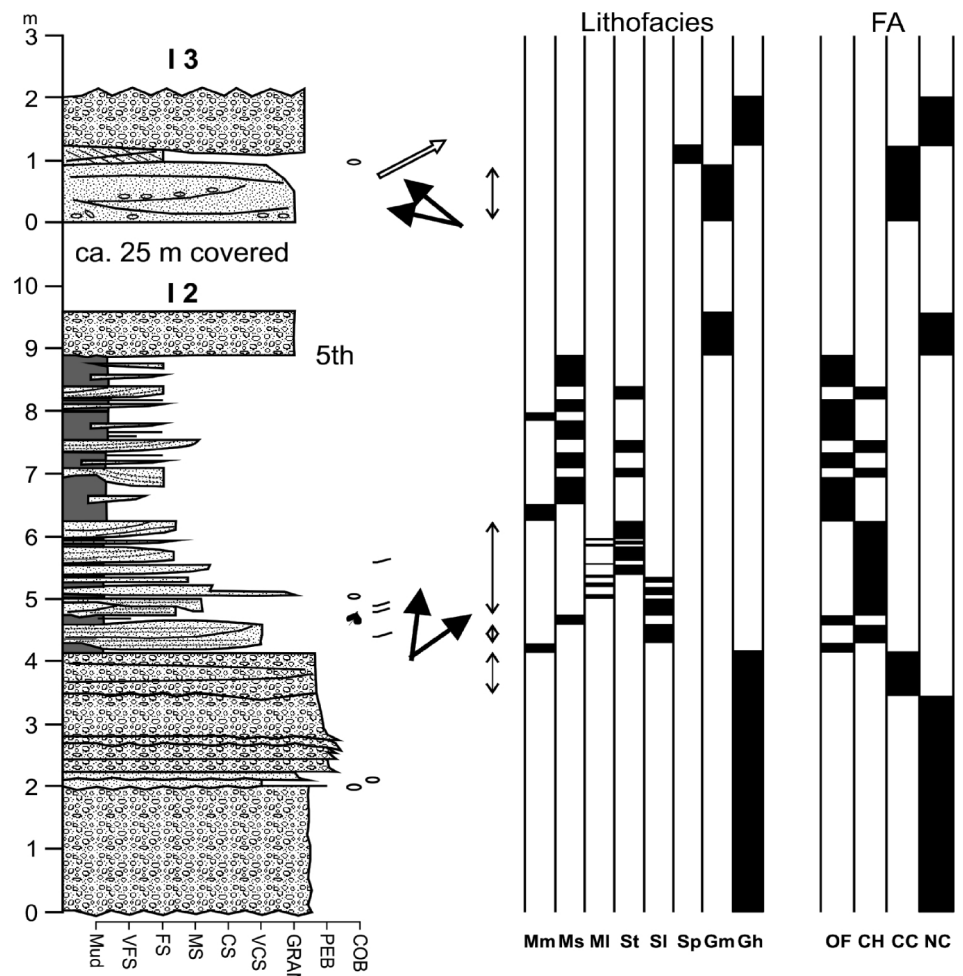 Lithofacies FA
m
3
I 3
2
1
0
ca. 25 m covered
10
I 2
9
5th
8
7
6
5
4
3
2
1
0
Mud VFS FS MS CS VCS GRAN PEB COB
Mm Ms Ml St Sl Sp Gm Gh OF CH CC NC